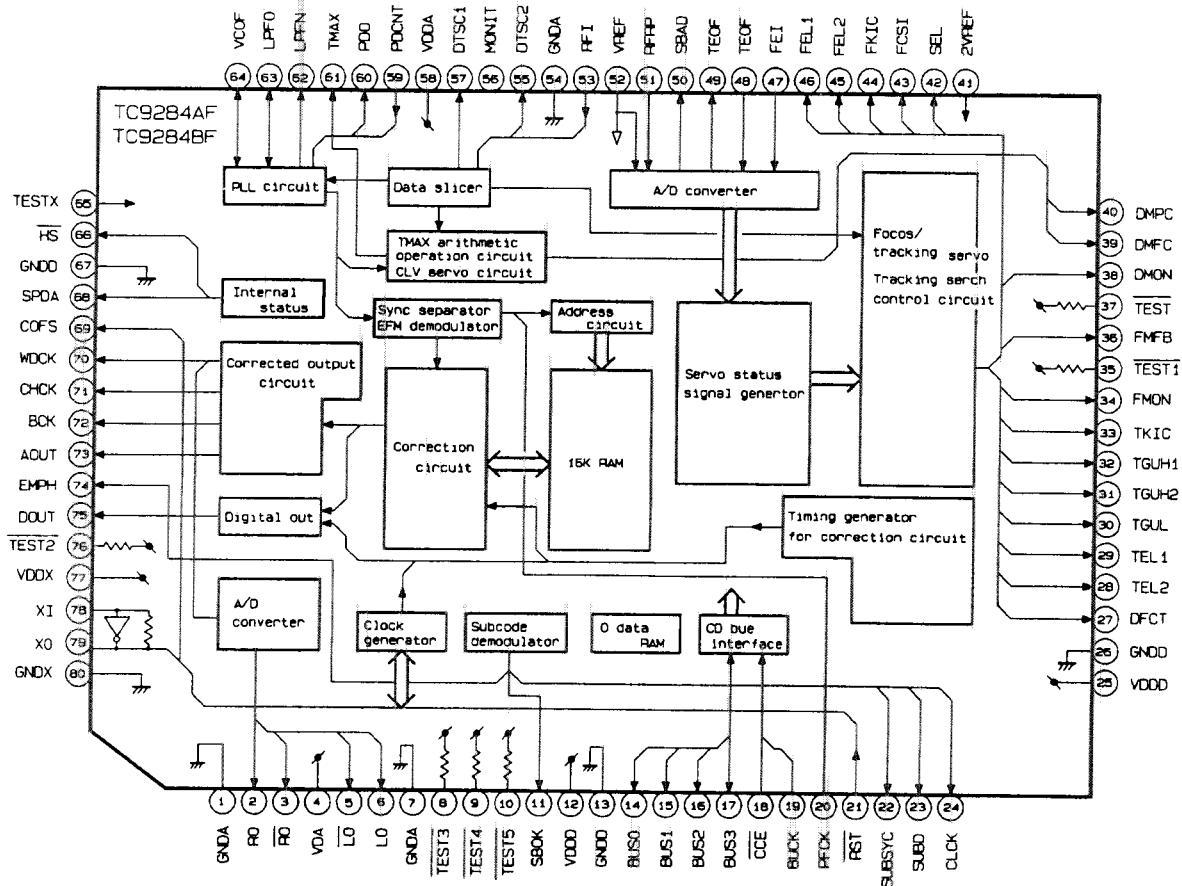 VCOF
LPFO
LPFN
TMAX
PDO
PDCNT
VDDA
DTSC1
MONIT
DTSC2
GNDA
RFI
VREF
RFRP
SBAD
TEOF
TEOF
FEI
FEL1
FEL2
FKIC
FCSI
SEL
2VREF
64 63 62 61 60 59 58 57 56 55 54 53 52 51 50 49 48 47 46 45 44 43 42 41
TC9284AF
TC9284BF
PLL circuit
Data slicer
A/D converter
TMAX arithmetic
operation circuit
CLV servo circuit
Focos/
tracking servo
Tracking serch
control circuit
Internal
status
Sync separator
EFM demodulator
Address
circuit
Corrected output
circuit
Servo status
signal genertor
Correction
circuit
16K RAM
Digital out
Timing generator
for correction circuit
A/D
converter
Clock
generator
Subcode
demodulator
O data
RAM
CD bue
interface
TESTX 65
HS 66
GNDD 67
SPDA 68
COFS 69
WDCK 70
CHCK 71
BCK 72
AOUT 73
EMPH 74
DOUT 75
TEST2 76
VDDX 77
XI 78
XO 79
GNDX 80
40 DMPC
39 DMFC
38 DMON
37 TEST
36 FMFB
35 TEST1
34 FMON
33 TKIC
32 TGUH1
31 TGUH2
30 TGUL
29 TEL1
28 TEL2
27 DFCT
26 GNDD
25 VDDD
1 2 3 4 5 6 7 8 9 10 11 12 13 14 15 16 17 18 19 20 21 22 23 24
GNDA
RO
RO
VDA
LO
LO
GNDA
TEST3
TEST4
TEST5
SBOK
VDDD
GNDD
BUS0
BUS1
BUS2
BUS3
CCE
BUCK
PFCK
RST
SUBSYC
SUBD
CLCK